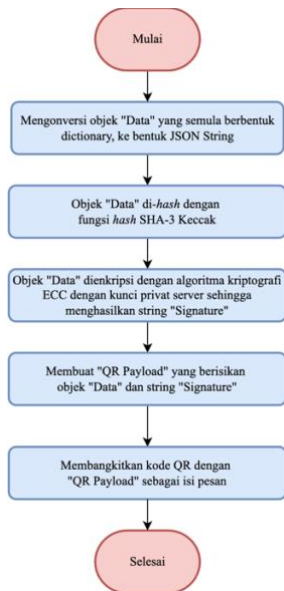 Mulai
Mengonversi objek "Data" yang semula berbentuk
dictionary, ke bentuk JSON String
Objek "Data" di-hash dengan
fungsi hash SHA-3 Keccak
Objek "Data" dienkripsi dengan algoritma kriptografi
ECC dengan kunci privat server sehingga
menghasilkan string "Signature"
Membuat "QR Payload" yang berisikan
objek "Data" dan string "Signature"
Membangkitkan kode QR dengan
"QR Payload" sebagai isi pesan
Selesai